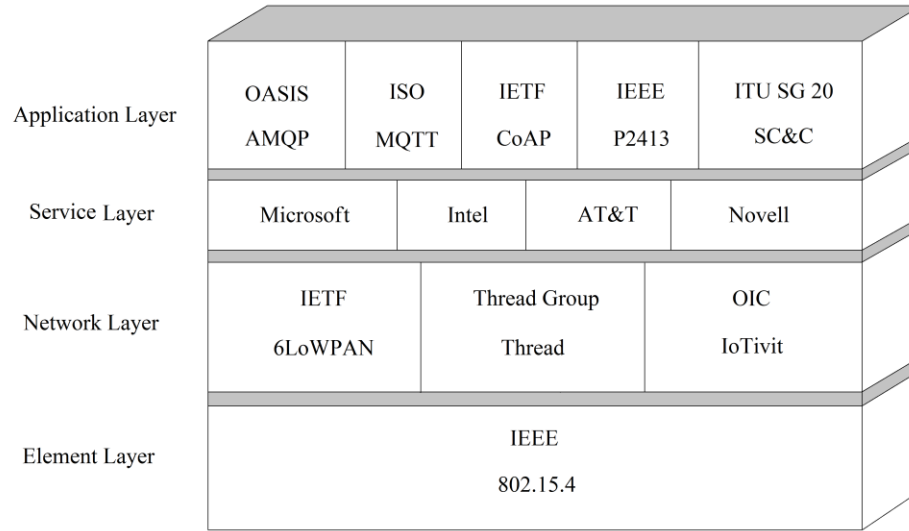 Application Layer
OASIS
AMQP
ISO
MQTT
IETF
CoAP
IEEE
P2413
ITU SG 20
SC&C
Service Layer
Microsoft
Intel
AT&T
Novell
Network Layer
IETF
6LoWPAN
Thread Group
Thread
OIC
IoTivit
Element Layer
IEEE
802.15.4